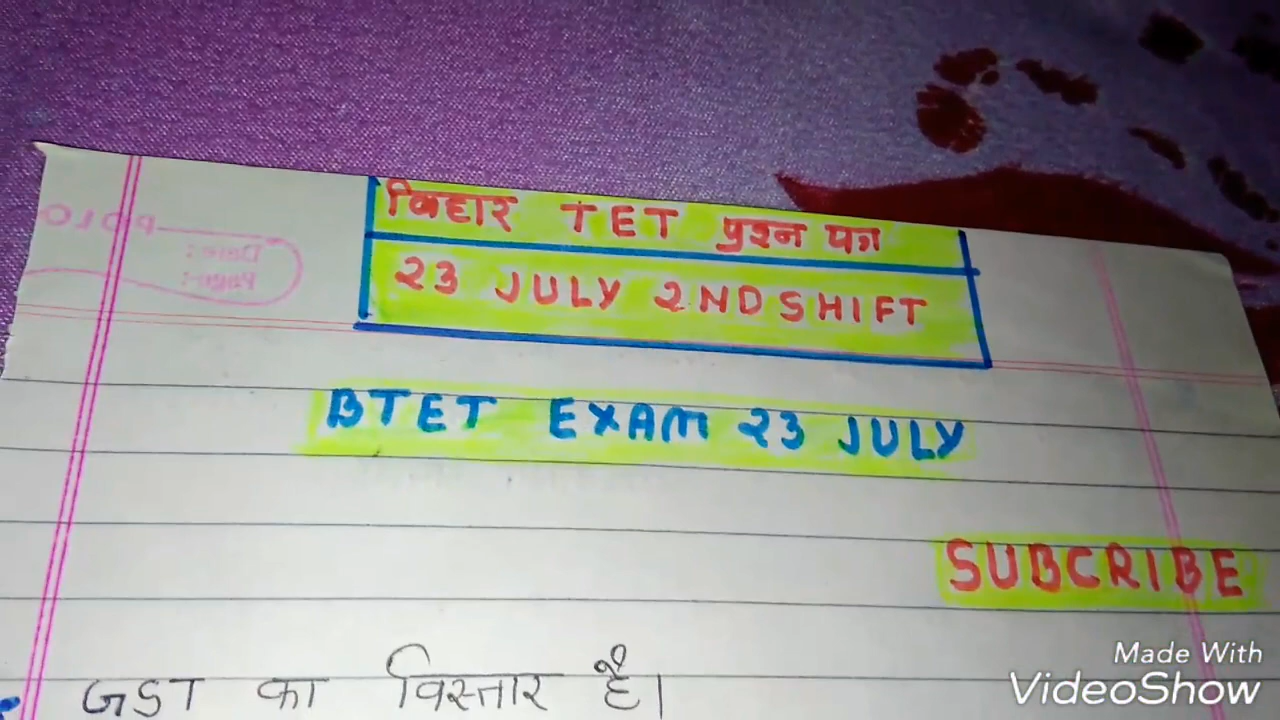 बिहार TET प्रश्न पत्र
23 JULY 2ND SHIFT
BTET EXAM 23 JULY
SUBCRIBE
GST का विस्तार है।
Made With
VideoShow